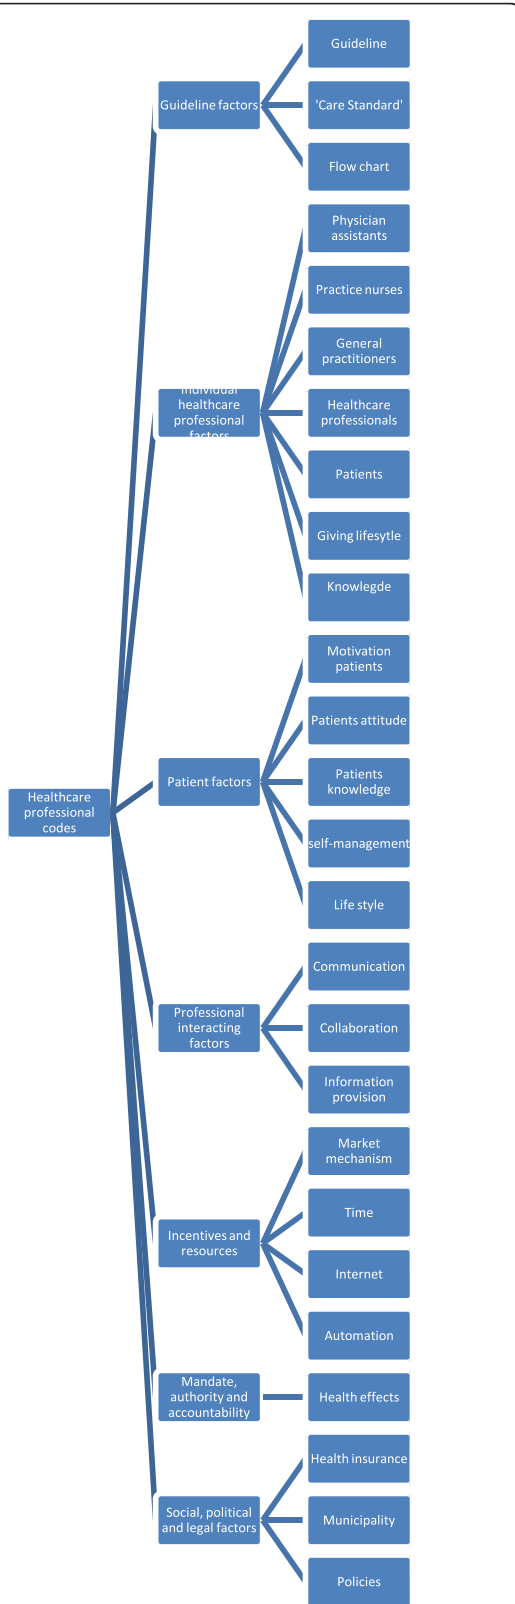 Guideline
Guideline factors
'Care Standard'
Flow chart
Physician
assistants
Practice nurses
General
practitioners
Individual
healthcare
professional
factors
Healthcare
professionals
Patients
Giving lifesytle
Knowlegde
Motivation
patients
Patients attitude
Patient factors
Patients
knowledge
Healthcare
professional
codes
self-management
Life style
Communication
Professional
interacting
factors
Collaboration
Information
provision
Market
mechanism
Time
Incentives and
resources
Internet
Automation
Mandate,
authority and
accountability
Health effects
Health insurance
Social, political
and legal factors
Municipality
Policies